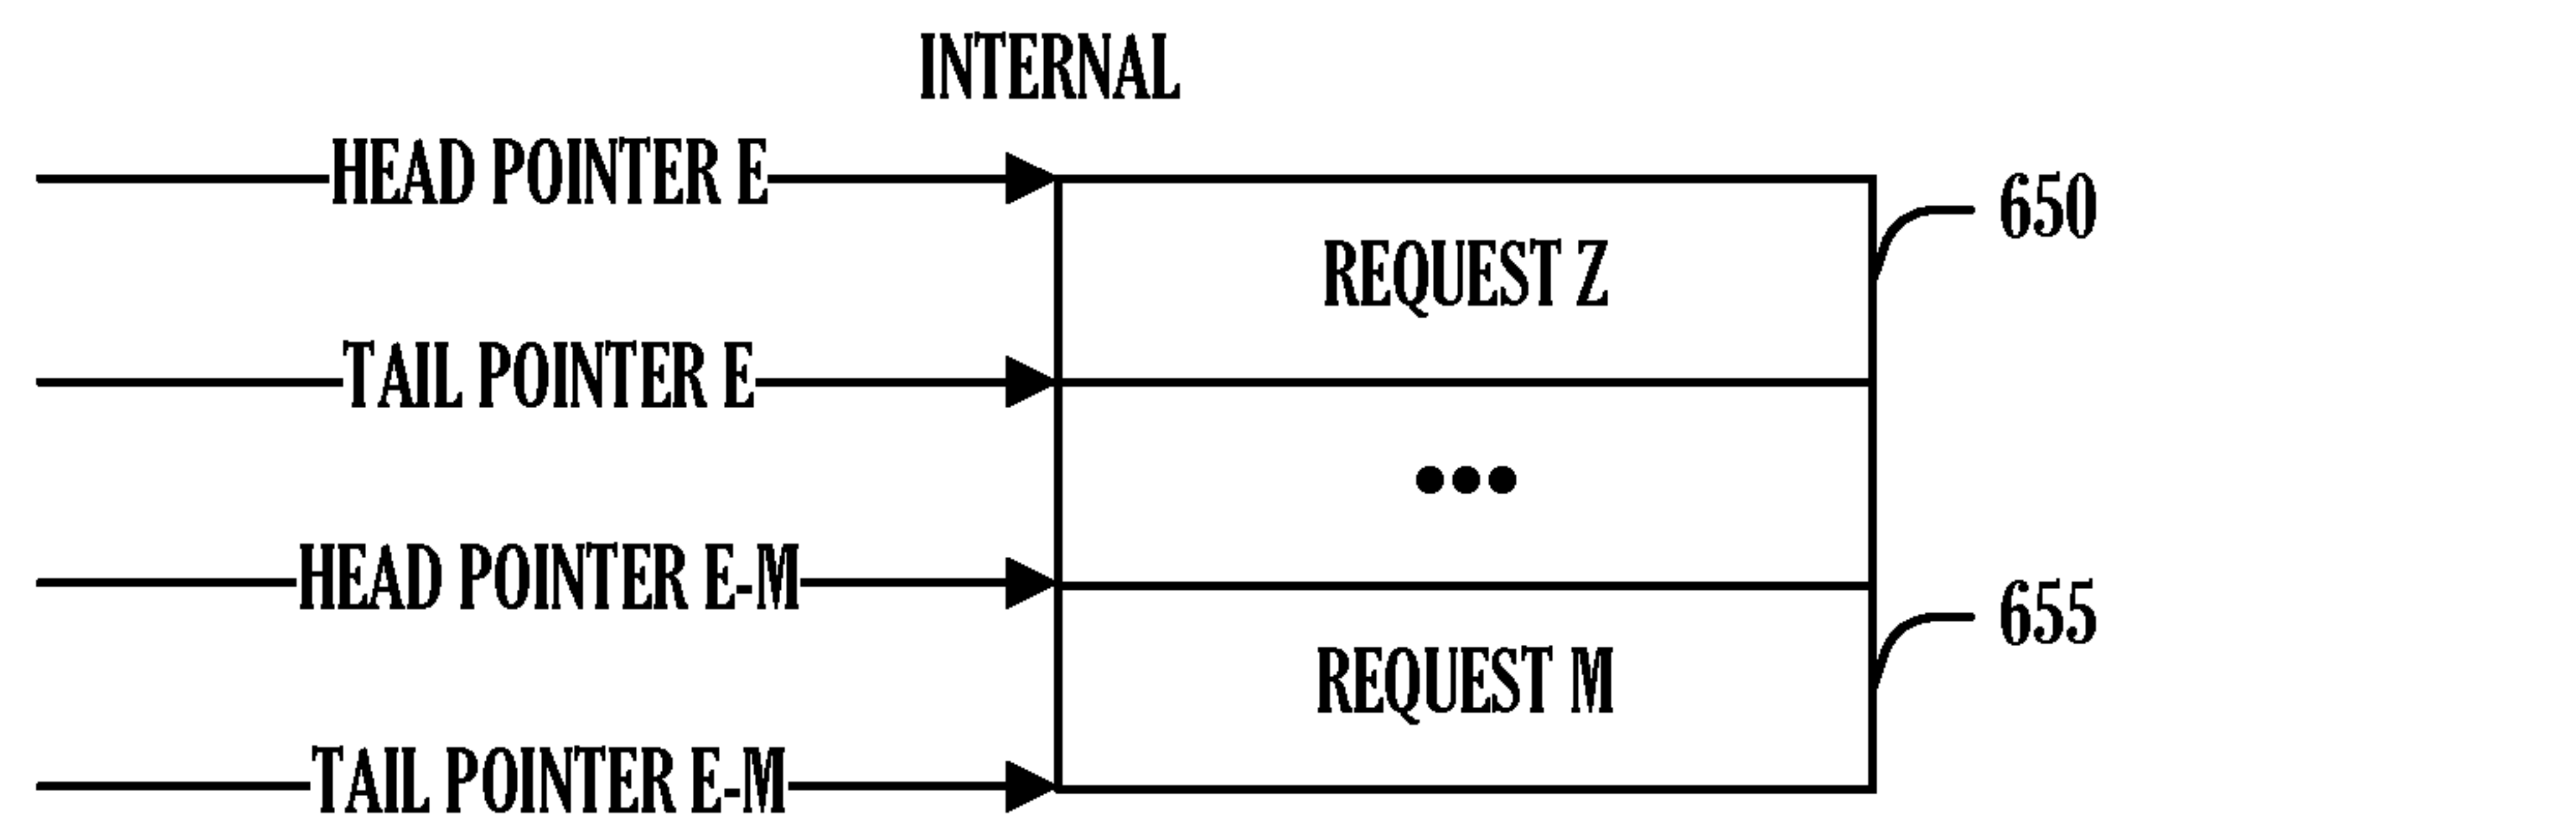 INTERNAL
HEAD POINTER E
650
REQUEST Z
TAIL POINTER E
•••
HEAD POINTER E-M
655
REQUEST M
TAIL POINTER E-M